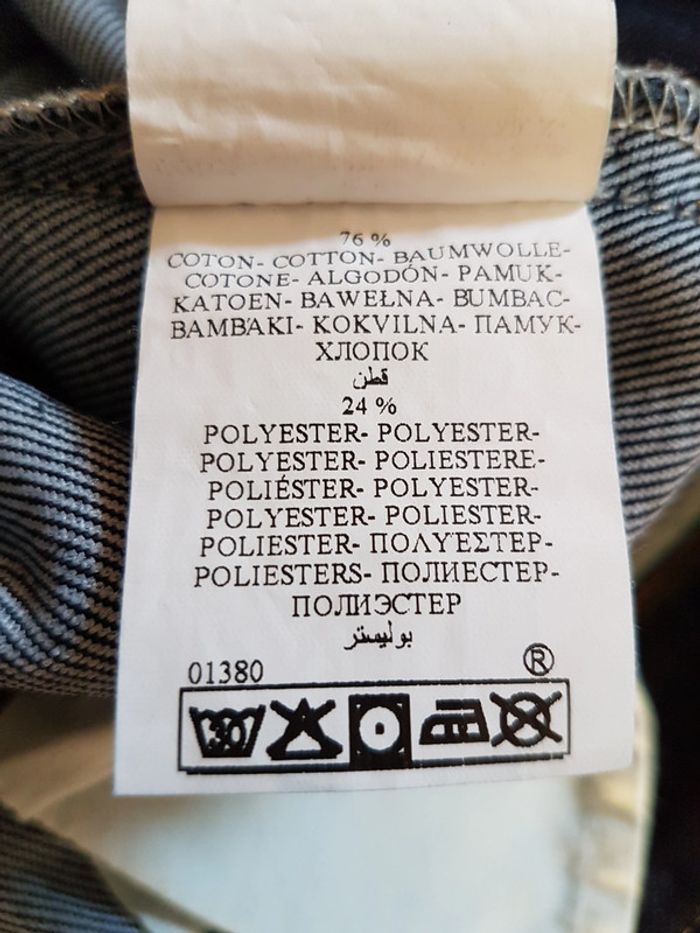 76 %
COTON- COTTON- BAUMWOLLE-
COTONE- ALGODÓN- PAMUK-
KATOEN- BAWEŁNA- BUMBAC-
BAMBAKI- KOKVILNA- ПАМУК-
ХЛОПОК
قطن
24 %
POLYESTER- POLYESTER-
POLYESTER- POLIESTERE-
POLIÉSTER- POLYESTER-
POLYESTER- POLIESTER-
POLIESTER- ΠΟΛΥΈΣΤΕΡ-
POLIESTERS- ПОЛИЕСТЕР-
ПОЛИЭСТЕР
بوليستر
01380 ®
30